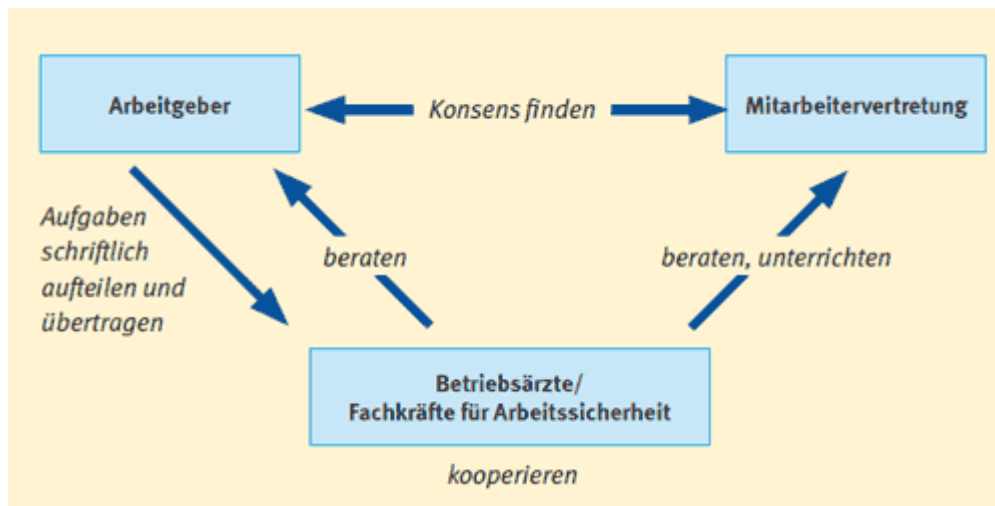 Arbeitgeber
Konsens finden
Mitarbeitervertretung
Aufgaben
schriftlich
aufteilen und
übertragen
beraten
beraten, unterrichten
Betriebsärzte/
Fachkräfte für Arbeitssicherheit
kooperieren